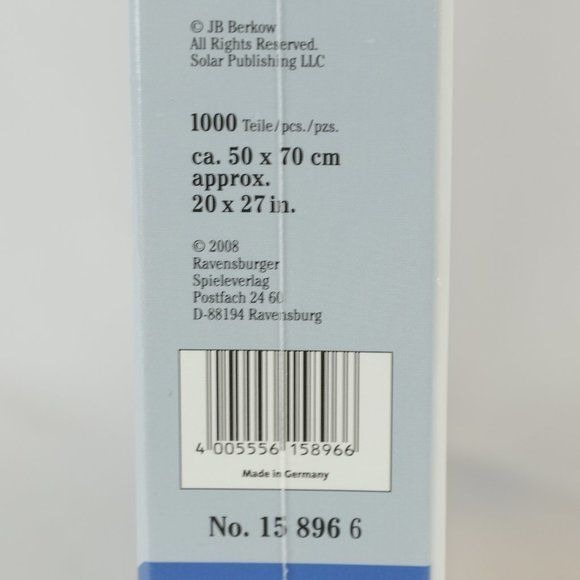 © JB Berkow
All Rights Reserved.
Solar Publishing LLC
1000 Teile/pcs./pzs.
ca. 50 x 70 cm
approx.
20 x 27 in.
© 2008
Ravensburger
Spieleverlag
Postfach 24 60
D-88194 Ravensburg
4 005556 158966
Made in Germany
No. 15 896 6